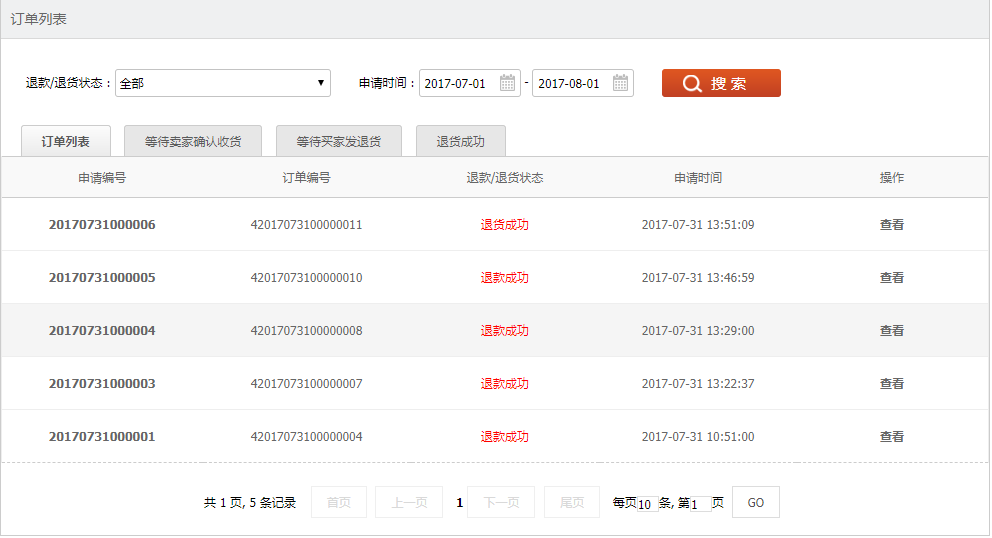 订单列表
退款/退货状态： 全部 ▼ 申请时间： 2017-07-01 - 2017-08-01 搜 索
订单列表 等待卖家确认收货 等待买家发退货 退货成功
申请编号 订单编号 退款/退货状态 申请时间 操作
20170731000006 42017073100000011 退货成功 2017-07-31 13:51:09 查看
20170731000005 42017073100000010 退款成功 2017-07-31 13:46:59 查看
20170731000004 42017073100000008 退款成功 2017-07-31 13:29:00 查看
20170731000003 42017073100000007 退款成功 2017-07-31 13:22:37 查看
20170731000001 42017073100000004 退款成功 2017-07-31 10:51:00 查看
共 1 页, 5 条记录 首页 上一页 1 下一页 尾页 每页10条, 第1页 GO